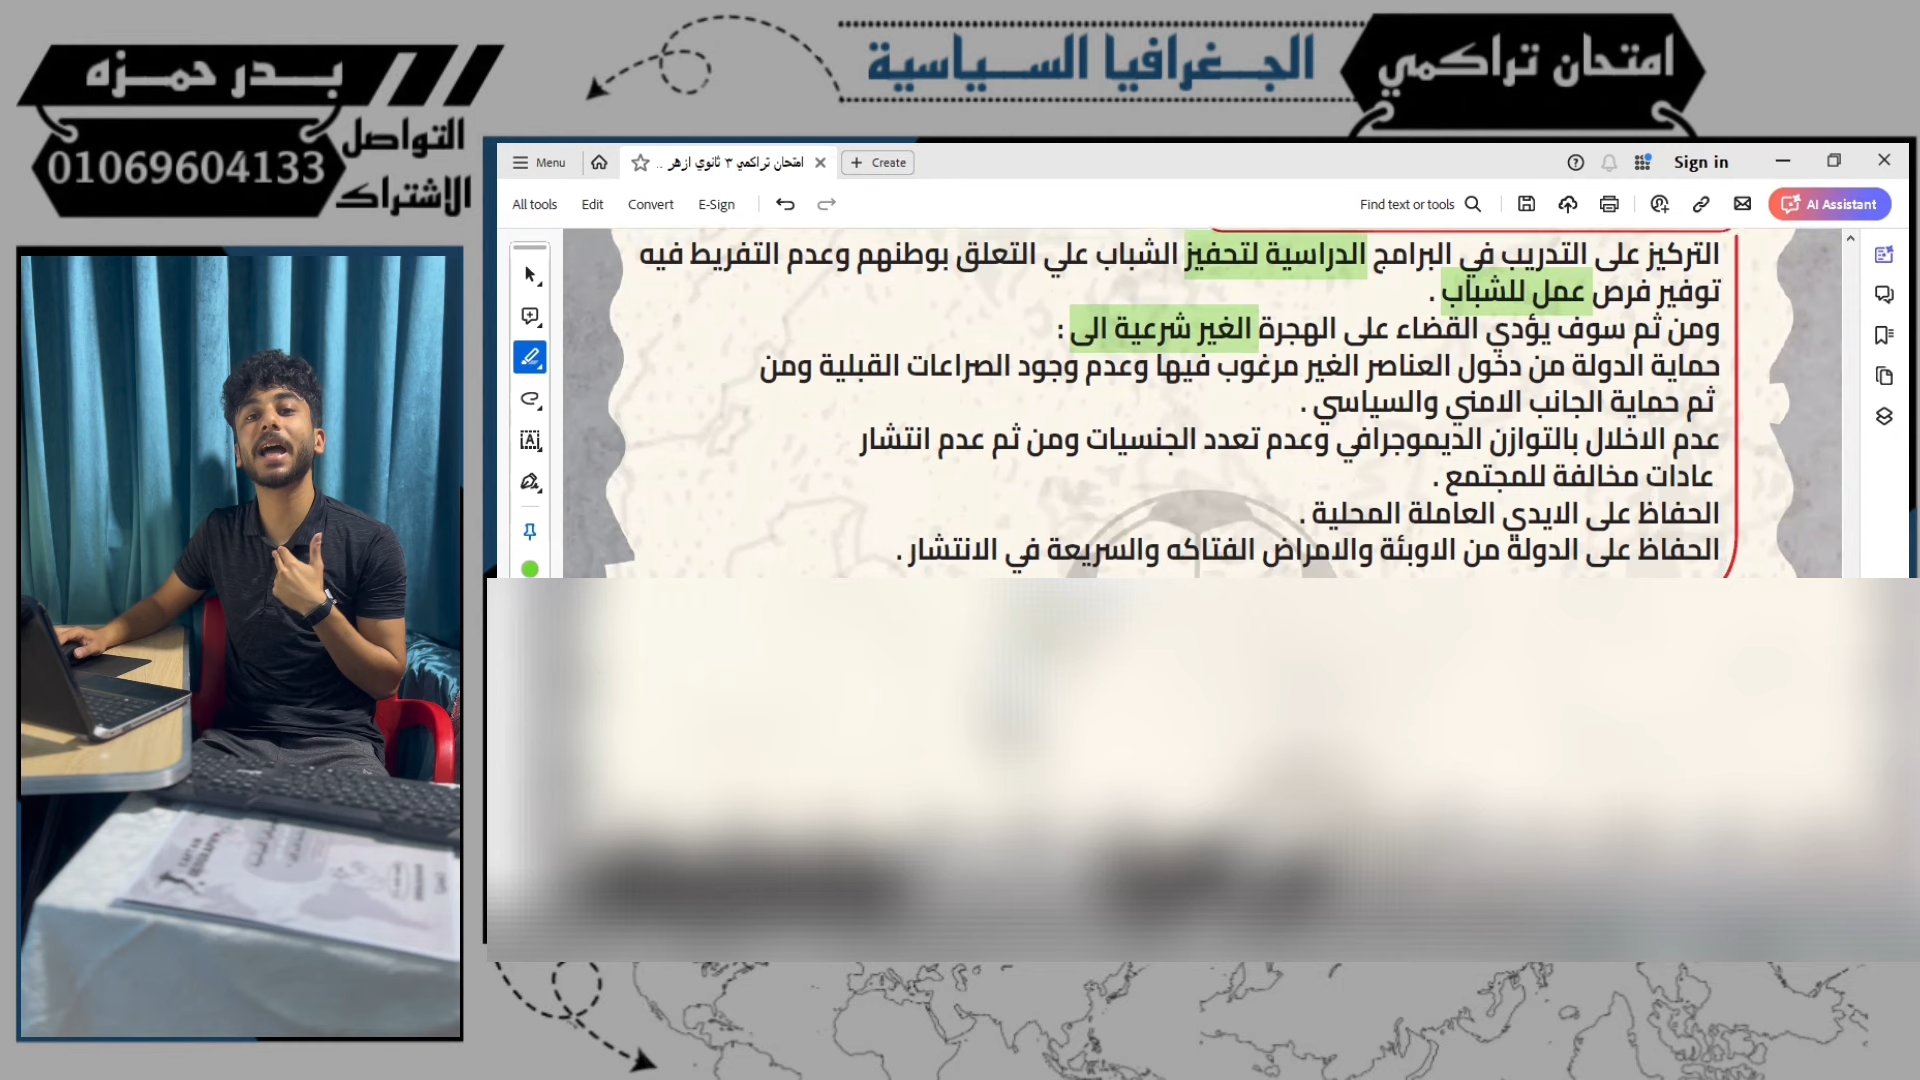 امتحان تراكمي
الجغرافيا السياسية
بدر حمزه
التواصل
01069604133
الاشتراك
Menu
امتحان تراكمي ٣ ثانوي ازهر ..
Create
Sign in
All tools
Edit
Convert
E-Sign
Find text or tools
AI Assistant
التركيز على التدريب في البرامج الدراسية لتحفيز الشباب علي التعلق بوطنهم وعدم التفريط فيه
توفير فرص عمل للشباب .
ومن ثم سوف يؤدي القضاء على الهجرة الغير شرعية الى :
حماية الدولة من دخول العناصر الغير مرغوب فيها وعدم وجود الصراعات القبلية ومن
ثم حماية الجانب الامني والسياسي .
عدم الاخلال بالتوازن الديموجرافي وعدم تعدد الجنسيات ومن ثم عدم انتشار
عادات مخالفة للمجتمع .
الحفاظ على الايدي العاملة المحلية .
الحفاظ على الدولة من الاوبئة والامراض الفتاكه والسريعة في الانتشار .